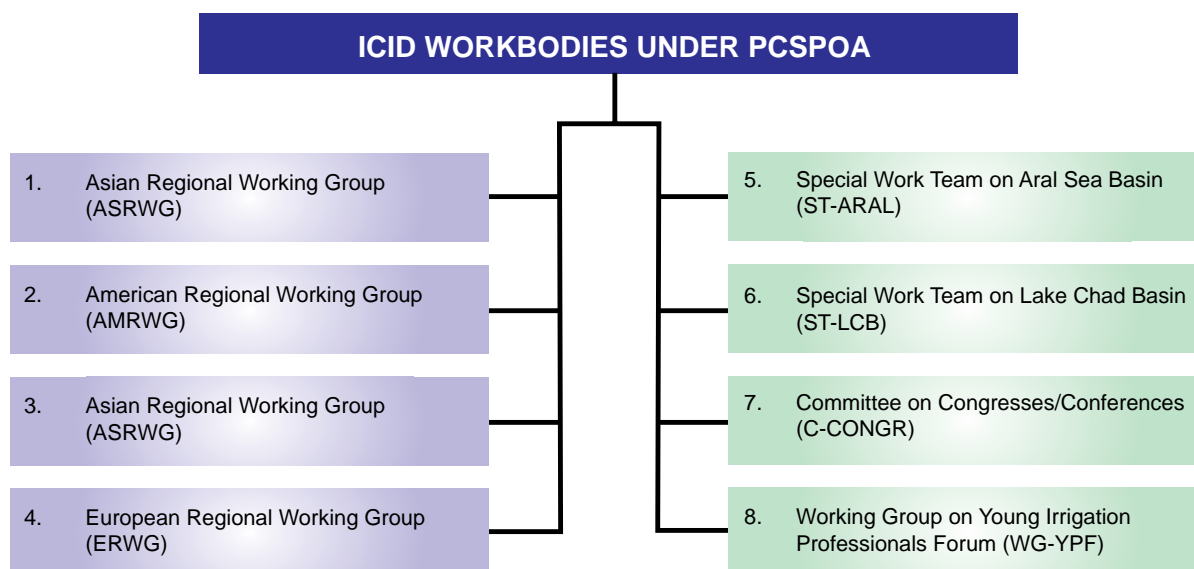 ICID WORKBODIES UNDER PCSPOA
1. Asian Regional Working Group
(ASRWG)
2. American Regional Working Group
(AMRWG)
3. Asian Regional Working Group
(ASRWG)
4. European Regional Working Group
(ERWG)
5. Special Work Team on Aral Sea Basin
(ST-ARAL)
6. Special Work Team on Lake Chad Basin
(ST-LCB)
7. Committee on Congresses/Conferences
(C-CONGR)
8. Working Group on Young Irrigation
Professionals Forum (WG-YPF)